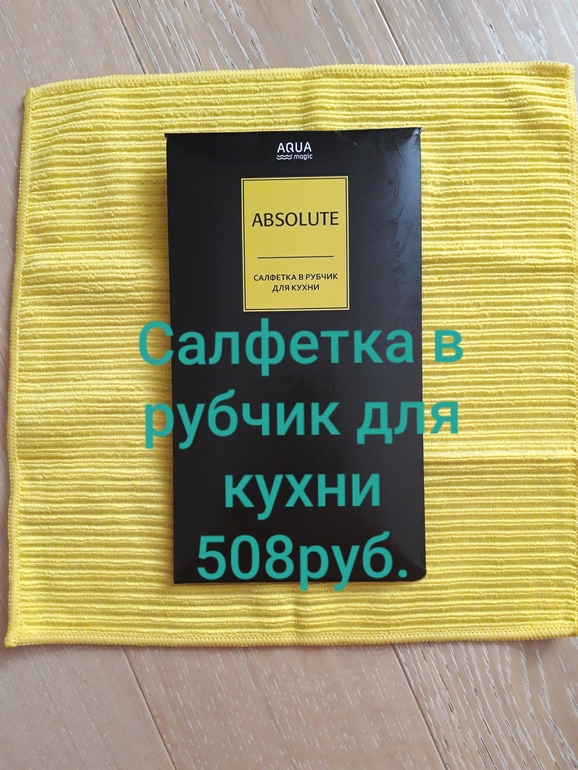 AQUA
magic
ABSOLUTE
САЛФЕТКА В РУБЧИК
ДЛЯ КУХНИ
Салфетка в
рубчик для
кухни
508руб.